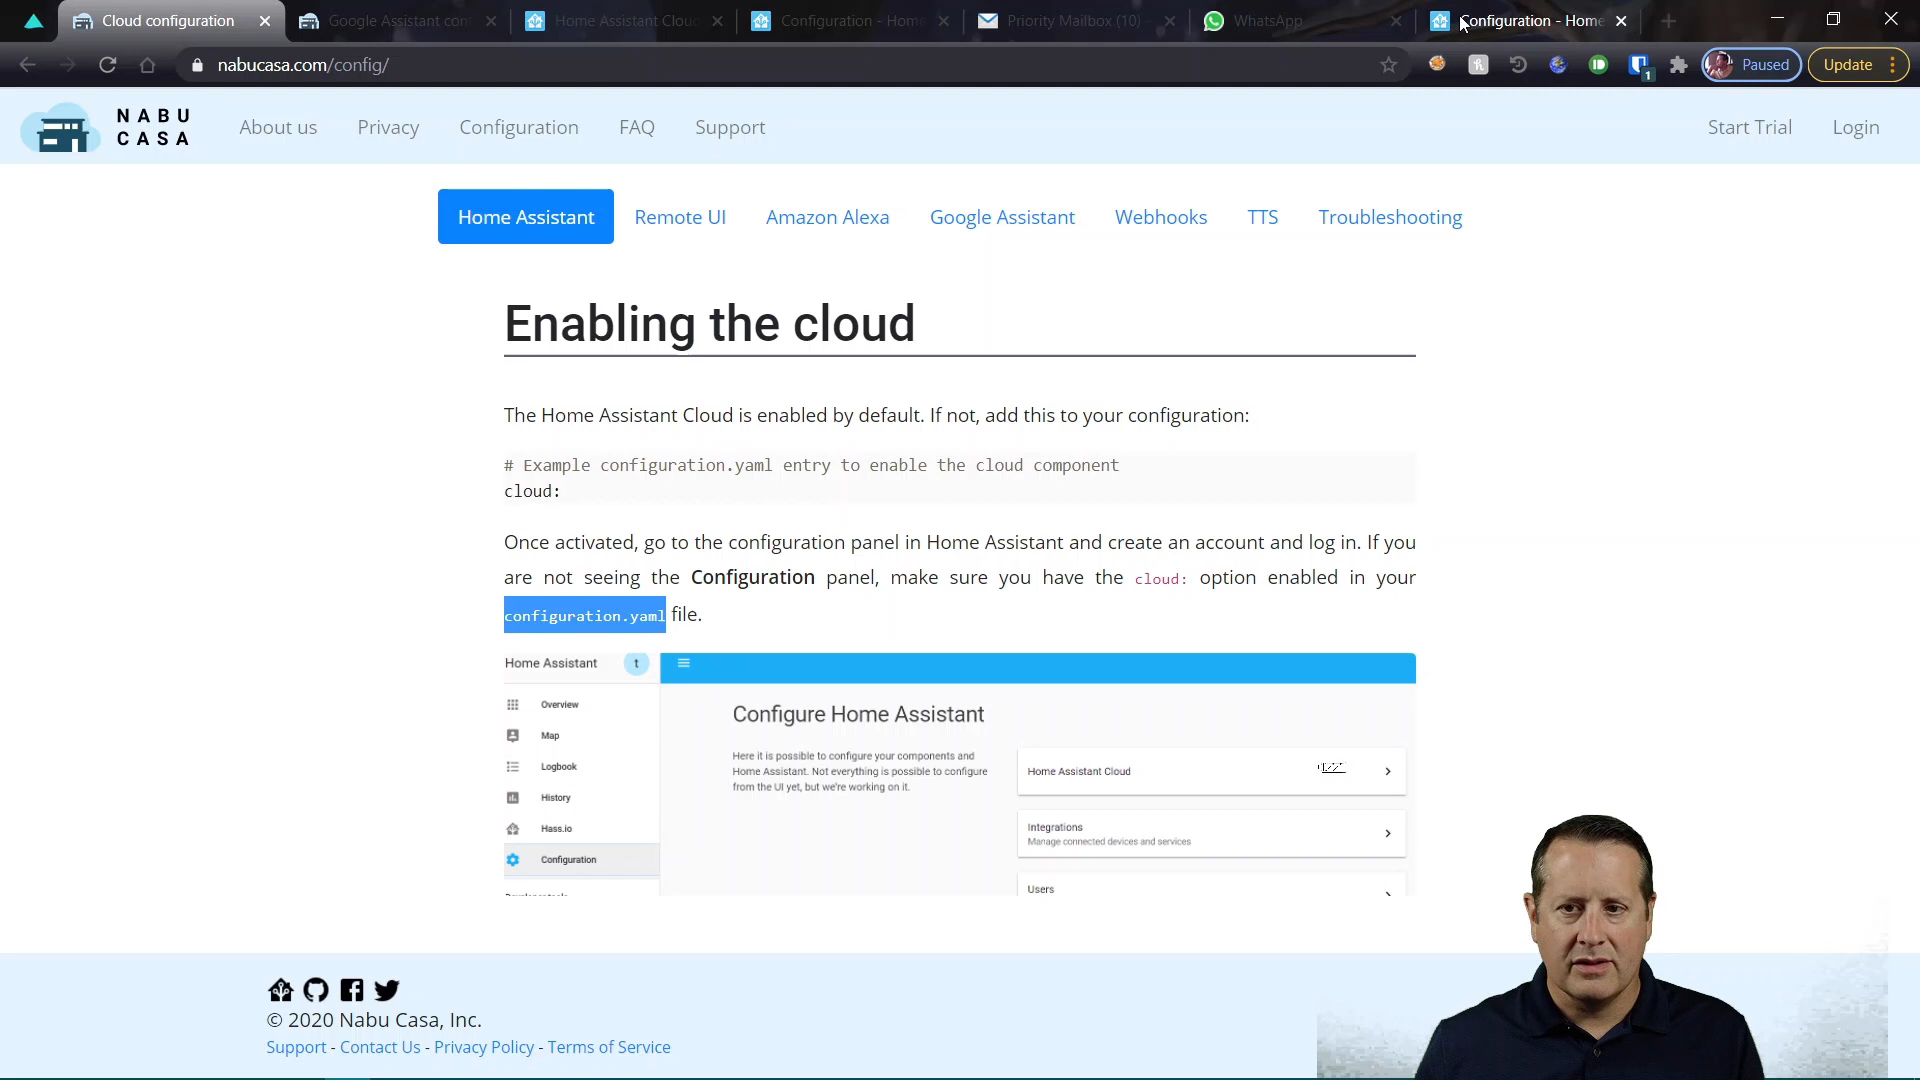 Cloud configuration
Google Assistant con
Home Assistant Clou
Configuration - Home
Priority Mailbox (10) -
WhatsApp
Configuration - Home
nabucasa.com/config/
1
Paused
Update
NABU
CASA
About us
Privacy
Configuration
FAQ
Support
Start Trial
Login
Home Assistant
Remote UI
Amazon Alexa
Google Assistant
Webhooks
TTS
Troubleshooting
Enabling the cloud
The Home Assistant Cloud is enabled by default. If not, add this to your configuration:
# Example configuration.yaml entry to enable the cloud component
cloud:
Once activated, go to the configuration panel in Home Assistant and create an account and log in. If you
are not seeing the Configuration panel, make sure you have the cloud: option enabled in your
configuration.yaml file.
Home Assistant
t
Overview
Map
Logbook
History
Hass.io
Configuration
Configure Home Assistant
Here it is possible to configure your components and
Home Assistant. Not everything is possible to configure
from the UI yet, but we're working on it.
Home Assistant Cloud
Integrations
Manage connected devices and services
Users
© 2020 Nabu Casa, Inc.
Support - Contact Us - Privacy Policy - Terms of Service